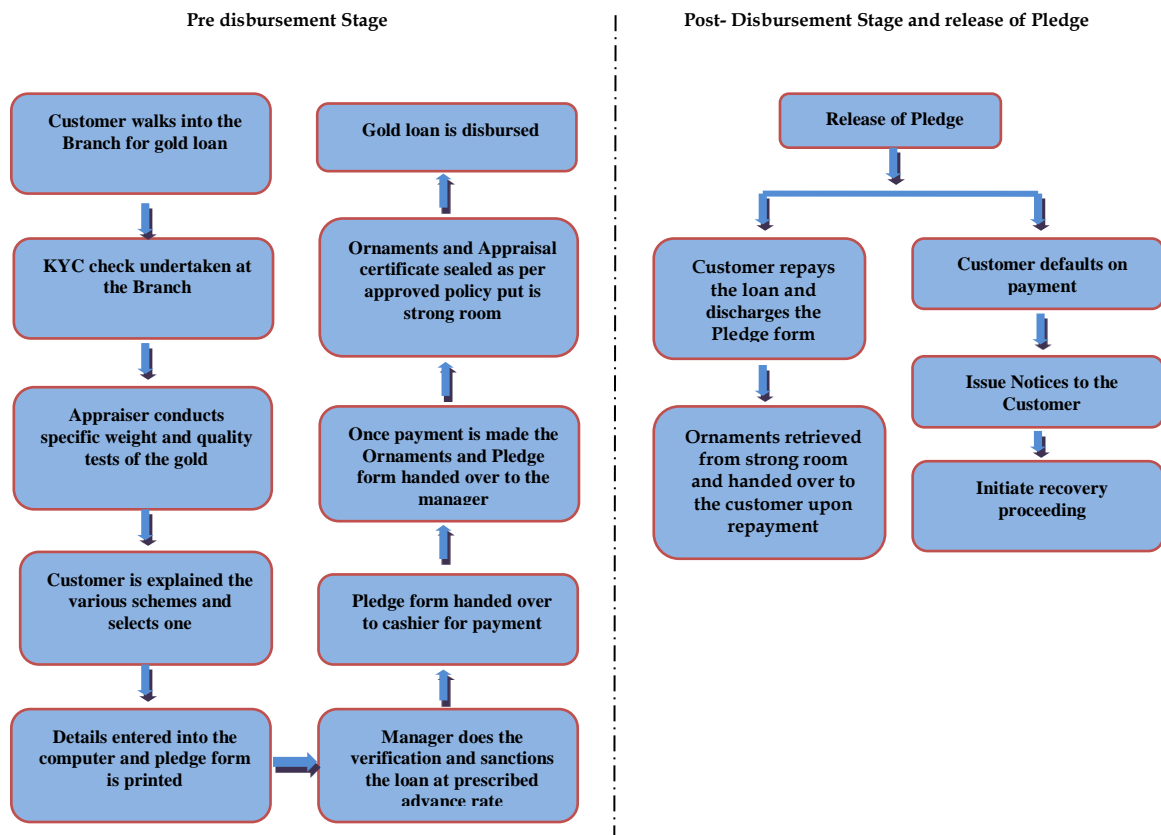 Pre disbursement Stage
Customer walks into the
Branch for gold loan
KYC check undertaken at
the Branch
Appraiser conducts
specific weight and quality
tests of the gold
Customer is explained the
various schemes and
selects one
Details entered into the
computer and pledge form
is printed
Manager does the
verification and sanctions
the loan at prescribed
advance rate
Pledge form handed over
to cashier for payment
Once payment is made the
Ornaments and Pledge
form handed over to the
manager
Ornaments and Appraisal
certificate sealed as per
approved policy put is
strong room
Gold loan is disbursed
Post- Disbursement Stage and release of Pledge
Release of Pledge
Customer repays
the loan and
discharges the
Pledge form
Ornaments retrieved
from strong room
and handed over to
the customer upon
repayment
Customer defaults on
payment
Issue Notices to the
Customer
Initiate recovery
proceeding